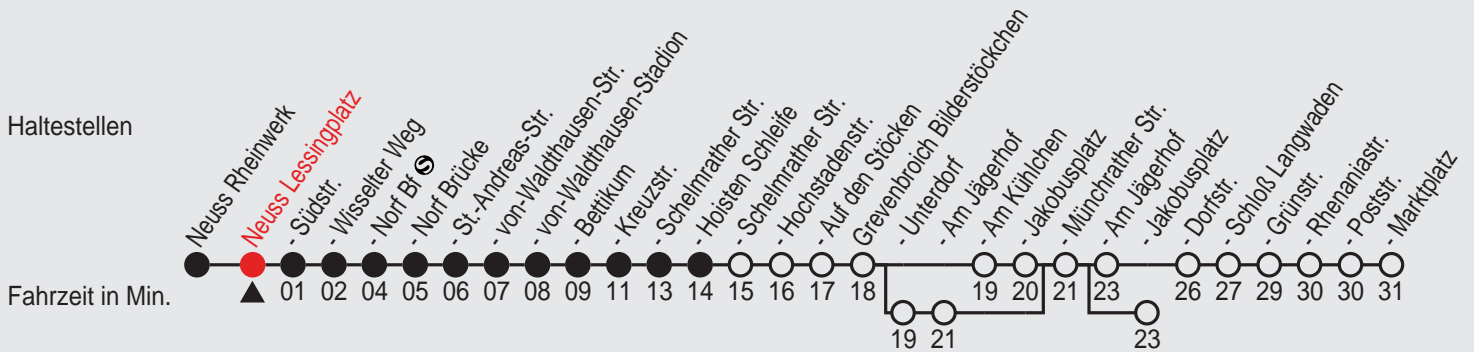 Haltestellen
Neuss Rheinwerk
Neuss Lessingplatz
- Südstr.
- Wisselter Weg
- Norf Bf S
- Norf Brücke
- St.-Andreas-Str.
- von-Waldthausen-Str.
- von-Waldthausen-Stadion
- Bettikum
- Kreuzstr.
- Schelmrather Str.
- Hoisten Schleife
- Schelmrather Str.
- Hochstadenstr.
- Auf den Stöcken
Grevenbroich Bilderstöckchen
- Unterdorf
- Am Jägerhof
- Am Kühlchen
- Jakobusplatz
- Münchrather Str.
- Am Jägerhof
- Jakobusplatz
- Dorfstr.
- Schloß Langwaden
- Grünstr.
- Rhenaniastr.
- Poststr.
- Marktplatz
Fahrzeit in Min.
01 02 04 05 06 07 08 09 11 13 14 15 16 17 18 19 20 21 23 26 27 29 30 30 31
19 21 23